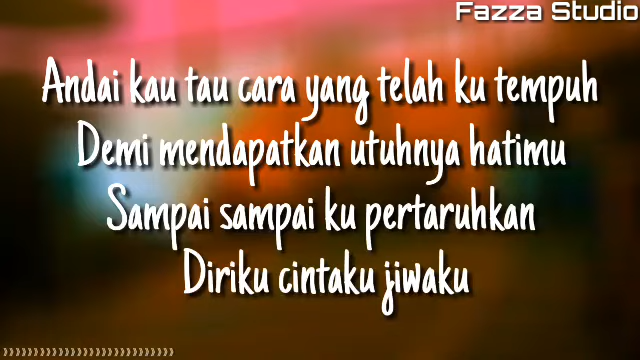 Fazza Studio
Andai kau tau cara yang telah ku tempuh
Demi mendapatkan utuhnya hatimu
Sampai sampai ku pertaruhkan
Diriku cintaku jiwaku